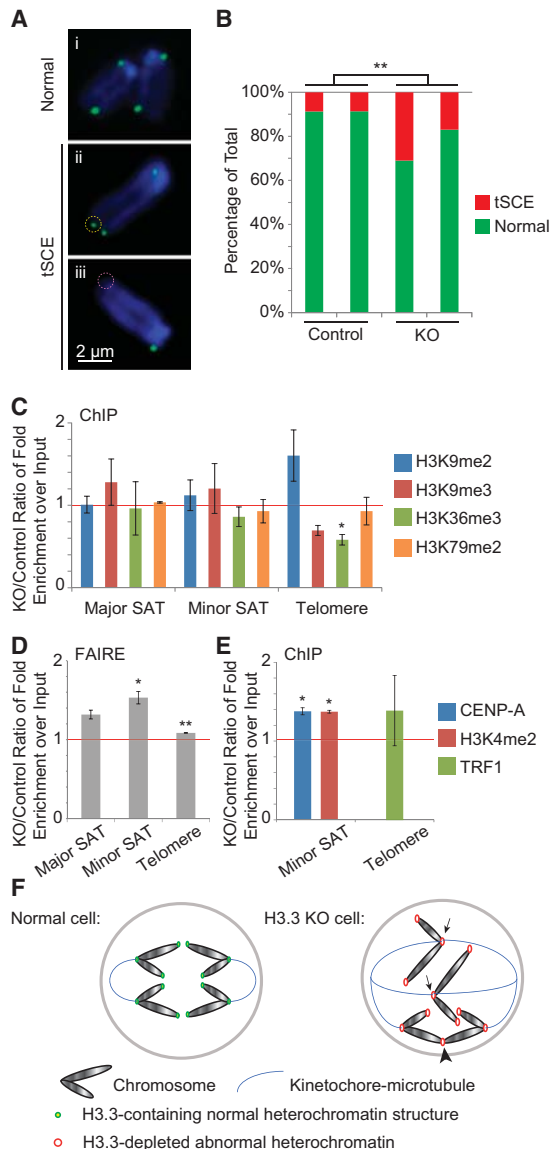 A
Normal
tSCE
i
ii
iii
2 µm
B
**
100%
80%
60%
40%
20%
0%
Percentage of Total
Control
KO
tSCE
Normal
C
ChIP
KO/Control Ratio of Fold
Enrichment over Input
2
1
0
*
Major SAT
Minor SAT
Telomere
H3K9me2
H3K9me3
H3K36me3
H3K79me2
D
FAIRE
KO/Control Ratio of Fold
Enrichment over Input
2
1
0
*
**
Major SAT
Minor SAT
Telomere
E
ChIP
KO/Control Ratio of Fold
Enrichment over Input
2
1
0
*
*
Minor SAT
Telomere
CENP-A
H3K4me2
TRF1
F
Normal cell:
H3.3 KO cell:
Chromosome
Kinetochore-microtubule
H3.3-containing normal heterochromatin structure
H3.3-depleted abnormal heterochromatin